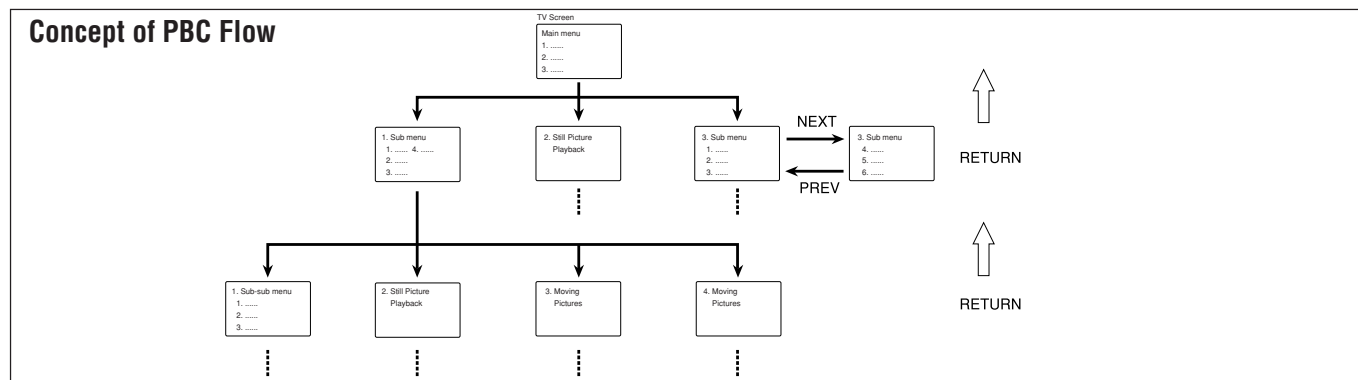 Concept of PBC Flow
TV Screen
Main menu
1. ......
2. ......
3. ......
1. Sub menu
1. ...... 4. ......
2. ......
3. ......
2. Still Picture
Playback
3. Sub menu
1. ......
2. ......
3. ......
NEXT
PREV
3. Sub menu
4. ......
5. ......
6. ......
RETURN
1. Sub-sub menu
1. ......
2. ......
3. ......
2. Still Picture
Playback
3. Moving
Pictures
4. Moving
Pictures
RETURN